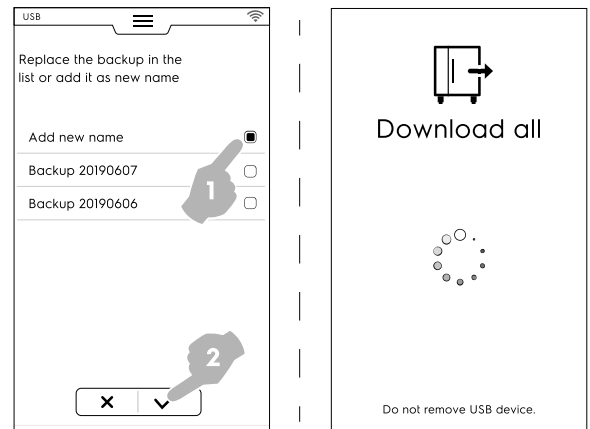 USB
Replace the backup in the
list or add it as new name
Add new name
Backup 20190607
1
Backup 20190606
2
Download all
Do not remove USB device.